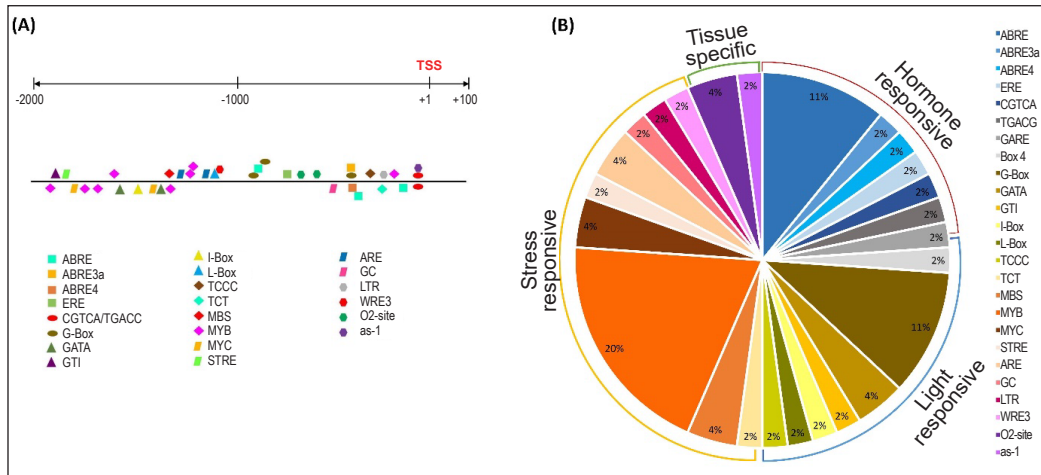 (A)
TSS
-2000
-1000
+1
+100
ABRE
ABRE3a
ABRE4
ERE
CGTCA/TGACC
G-Box
GATA
GTI
I-Box
L-Box
TCCC
TCT
MBS
MYB
MYC
STRE
ARE
GC
LTR
WRE3
O2-site
as-1
(B)
Tissue
specific
Hormone
responsive
Light
responsive
Stress
responsive
11%
2%
2%
2%
2%
2%
2%
2%
11%
4%
2%
2%
2%
2%
2%
4%
20%
4%
2%
4%
2%
2%
2%
4%
2%
ABRE
ABRE3a
ABRE4
ERE
CGTCA
TGACG
GARE
Box 4
G-Box
GATA
GTI
I-Box
L-Box
TCCC
TCT
MBS
MYB
MYC
STRE
ARE
GC
LTR
WRE3
O2-site
as-1